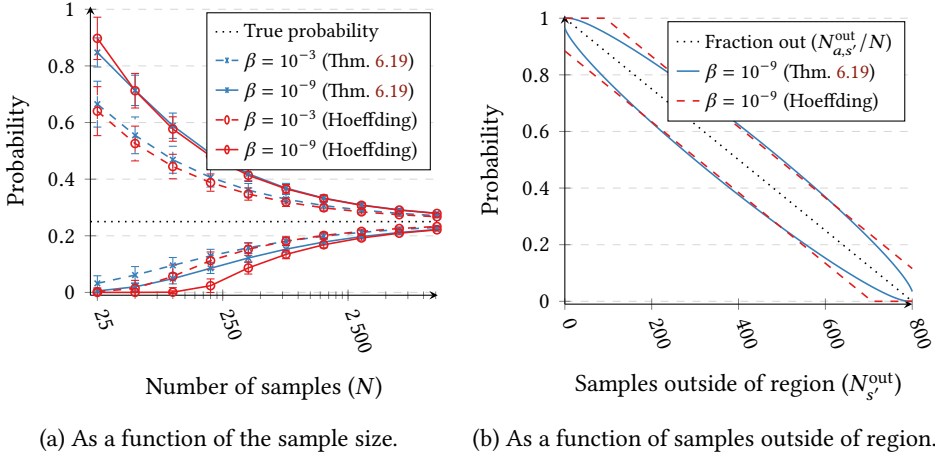 1
0.8
0.6
0.4
0.2
0
Probability
True probability
β = 10⁻³ (Thm. 6.19)
β = 10⁻⁹ (Thm. 6.19)
β = 10⁻³ (Hoeffding)
β = 10⁻⁹ (Hoeffding)
25
250
2 500
Number of samples (N)
(a) As a function of the sample size.
1
0.8
0.6
0.4
0.2
0
Probability
Fraction out (N_{a,s′}^{out}/N)
β = 10⁻⁹ (Thm. 6.19)
β = 10⁻⁹ (Hoeffding)
0
200
400
600
800
Samples outside of region (N_{s′}^{out})
(b) As a function of samples outside of region.